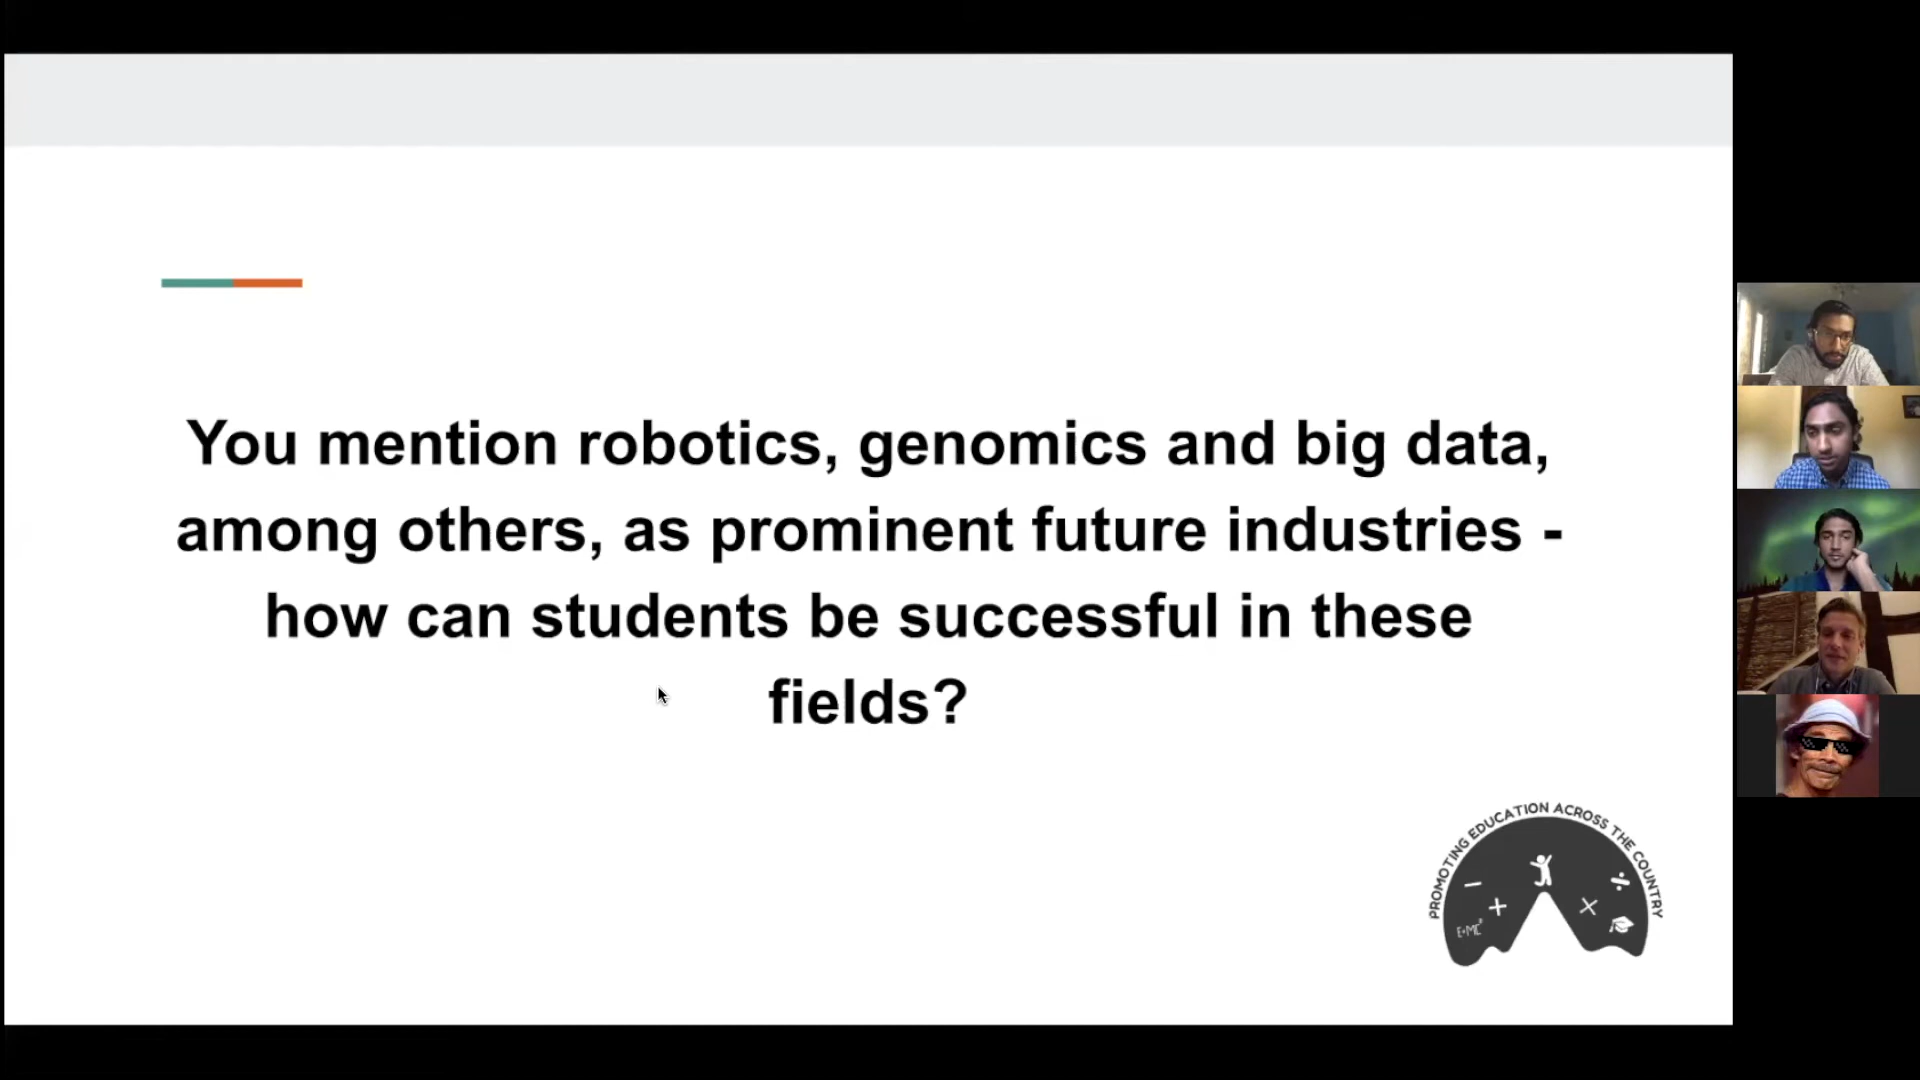 You mention robotics, genomics and big data,
among others, as prominent future industries -
how can students be successful in these
fields?
PROMOTING EDUCATION ACROSS THE COUNTRY
− + × ÷
E=MC²